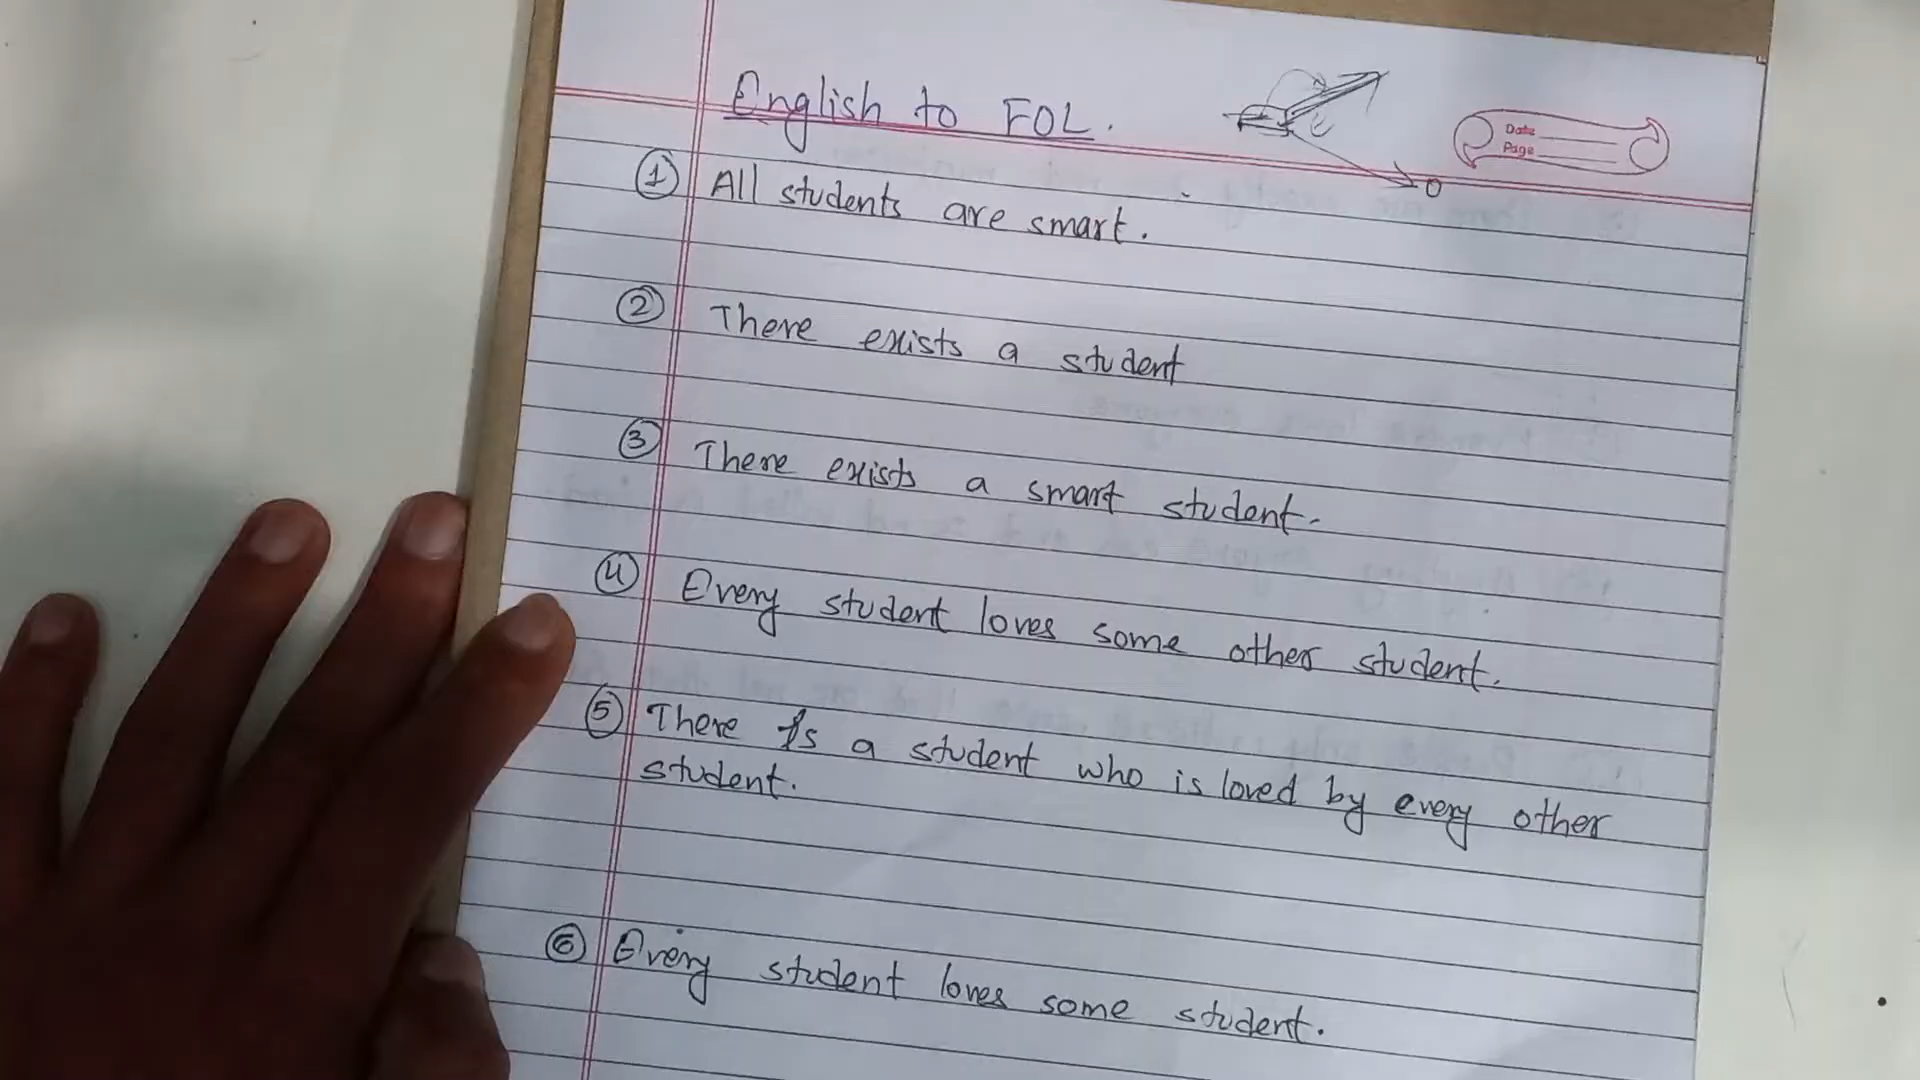 English to FOL.
Date
Page
① All students are smart.
② There exists a student
③ There exists a smart student.
④ Every student loves some other student.
⑤ There is a student who is loved by every other
student.
⑥ Every student loves some student.